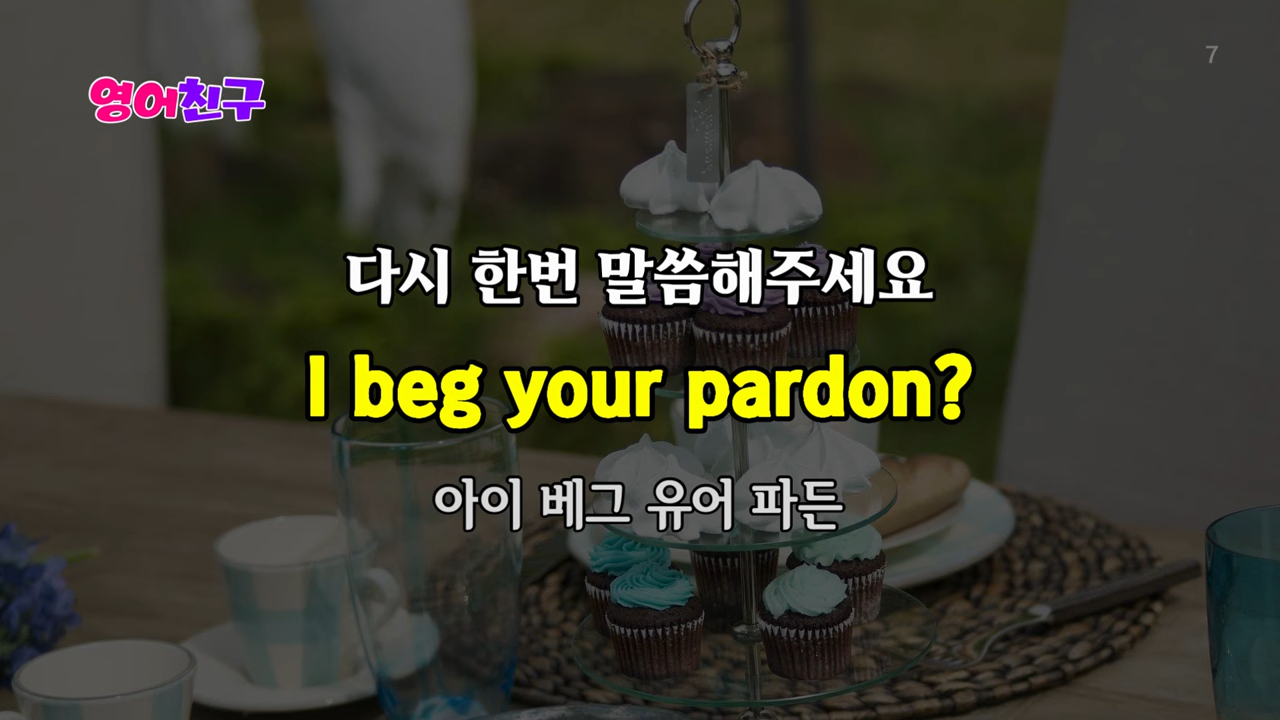 7
영어친구
다시 한번 말씀해주세요
I beg your pardon?
아이 베그 유어 파든